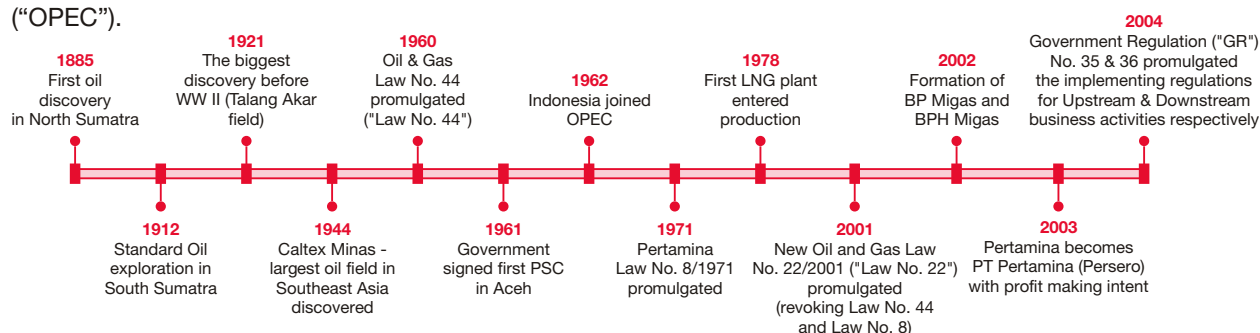 (“OPEC”).
1885
First oil
discovery
in North Sumatra
1912
Standard Oil
exploration in
South Sumatra
1921
The biggest
discovery before
WW II (Talang Akar
field)
1944
Caltex Minas -
largest oil field in
Southeast Asia
discovered
1960
Oil & Gas
Law No. 44
promulgated
("Law No. 44")
1961
Government
signed first PSC
in Aceh
1962
Indonesia joined
OPEC
1971
Pertamina
Law No. 8/1971
promulgated
1978
First LNG plant
entered
production
2001
New Oil and Gas Law
No. 22/2001 ("Law No. 22")
promulgated
(revoking Law No. 44
and Law No. 8)
2002
Formation of
BP Migas and
BPH Migas
2003
Pertamina becomes
PT Pertamina (Persero)
with profit making intent
2004
Government Regulation ("GR")
No. 35 & 36 promulgated
the implementing regulations
for Upstream & Downstream
business activities respectively